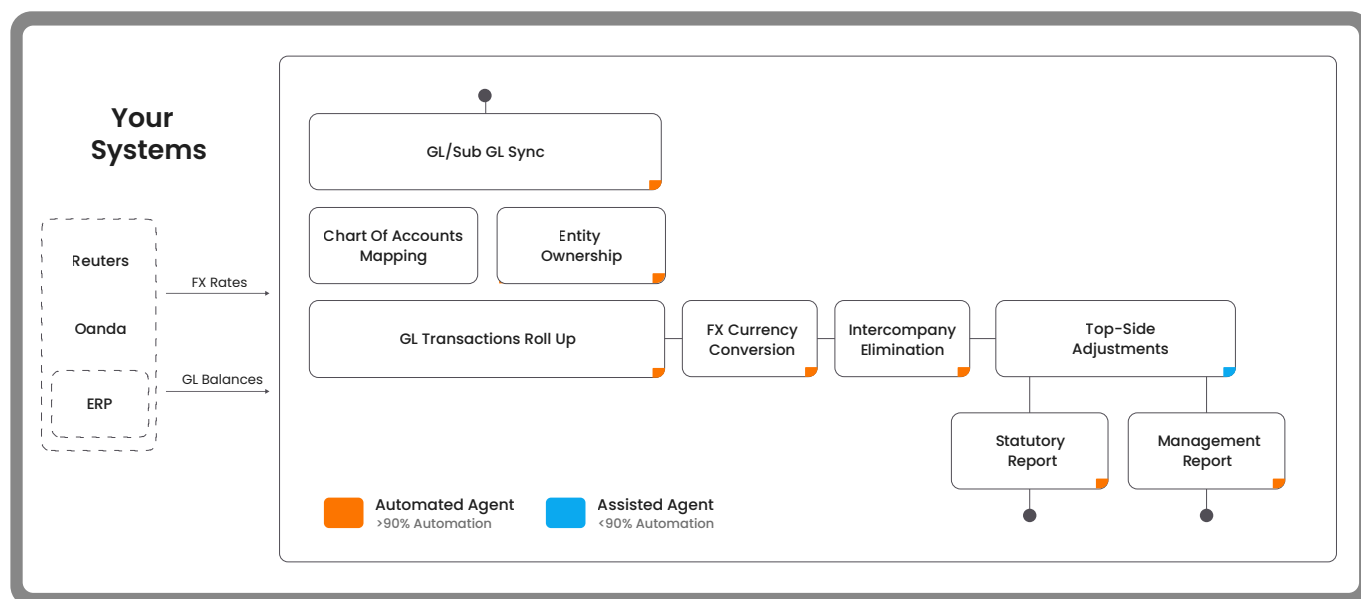 Your
Systems
Reuters
Oanda
ERP
FX Rates
GL Balances
GL/Sub GL Sync
Chart Of Accounts
Mapping
Entity
Ownership
GL Transactions Roll Up
FX Currency
Conversion
Intercompany
Elimination
Top-Side
Adjustments
Statutory
Report
Management
Report
Automated Agent
>90% Automation
Assisted Agent
<90% Automation